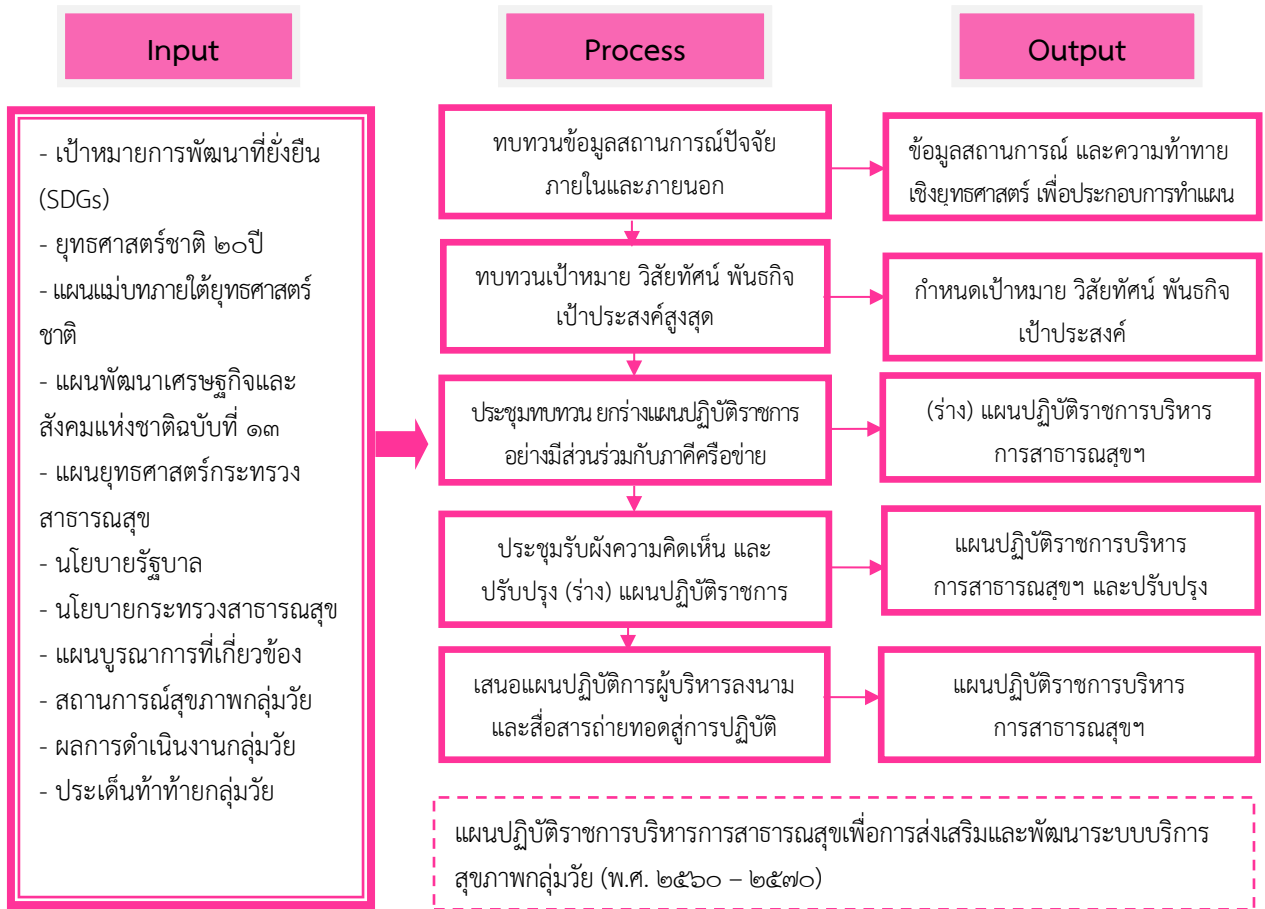 Input
Process
Output
- เป้าหมายการพัฒนาที่ยั่งยืน
(SDGs)
- ยุทธศาสตร์ชาติ ๒๐ปี
- แผนแม่บทภายใต้ยุทธศาสตร์
ชาติ
- แผนพัฒนาเศรษฐกิจและ
สังคมแห่งชาติฉบับที่ ๑๓
- แผนยุทธศาสตร์กระทรวง
สาธารณสุข
- นโยบายรัฐบาล
- นโยบายกระทรวงสาธารณสุข
- แผนบูรณาการที่เกี่ยวข้อง
- สถานการณ์สุขภาพกลุ่มวัย
- ผลการดำเนินงานกลุ่มวัย
- ประเด็นท้าท้ายกลุ่มวัย
ทบทวนข้อมูลสถานการณ์ปัจจัย
ภายในและภายนอก
ข้อมูลสถานการณ์ และความท้าทาย
เชิงยุทธศาสตร์ เพื่อประกอบการทำแผน
ทบทวนเป้าหมาย วิสัยทัศน์ พันธกิจ
เป้าประสงค์สูงสุด
กำหนดเป้าหมาย วิสัยทัศน์ พันธกิจ
เป้าประสงค์
ประชุมทบทวน ยกร่างแผนปฏิบัติราชการ
อย่างมีส่วนร่วมกับภาคีครือข่าย
(ร่าง) แผนปฏิบัติราชการบริหาร
การสาธารณสุขฯ
ประชุมรับผังความคิดเห็น และ
ปรับปรุง (ร่าง) แผนปฏิบัติราชการ
แผนปฏิบัติราชการบริหาร
การสาธารณสุขฯ และปรับปรุง
เสนอแผนปฏิบัติการผู้บริหารลงนาม
และสื่อสารถ่ายทอดสู่การปฏิบัติ
แผนปฏิบัติราชการบริหาร
การสาธารณสุขฯ
แผนปฏิบัติราชการบริหารการสาธารณสุขเพื่อการส่งเสริมและพัฒนาระบบบริการ
สุขภาพกลุ่มวัย (พ.ศ. ๒๕๖๐ – ๒๕๗๐)